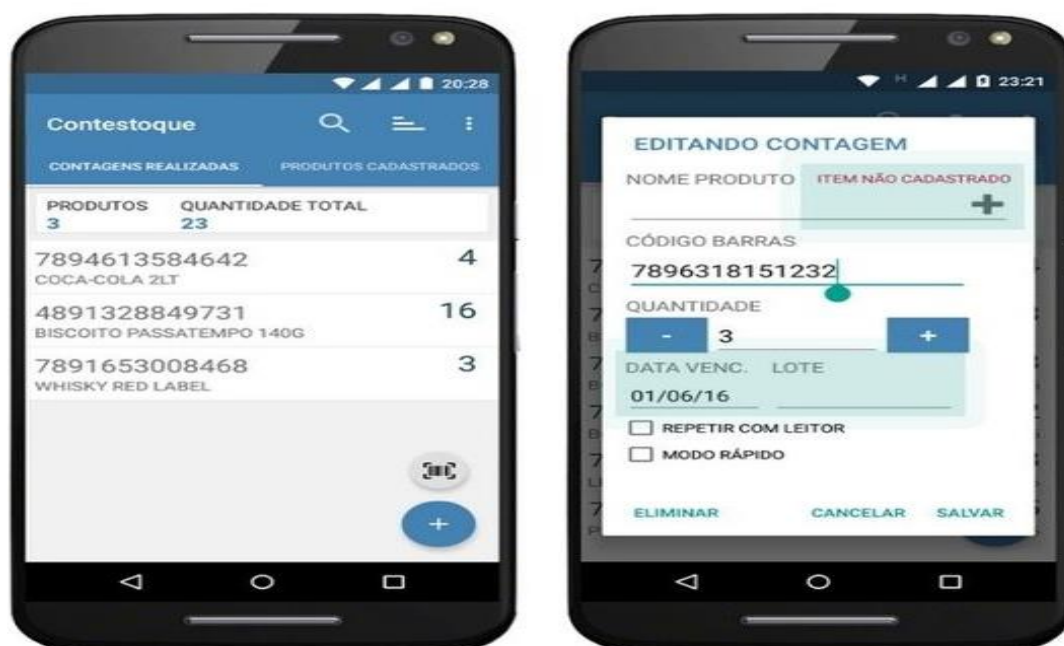 20:28
Contestoque
CONTAGENS REALIZADAS PRODUTOS CADASTRADOS
PRODUTOS QUANTIDADE TOTAL
3 23
7894613584642 4
COCA-COLA 2LT
4891328849731 16
BISCOITO PASSATEMPO 140G
7891653008468 3
WHISKY RED LABEL
+
H 23:21
EDITANDO CONTAGEM
NOME PRODUTO ITEM NÃO CADASTRADO
+
CÓDIGO BARRAS
7896318151232
QUANTIDADE
- 3 +
DATA VENC. LOTE
01/06/16
REPETIR COM LEITOR
MODO RÁPIDO
ELIMINAR CANCELAR SALVAR